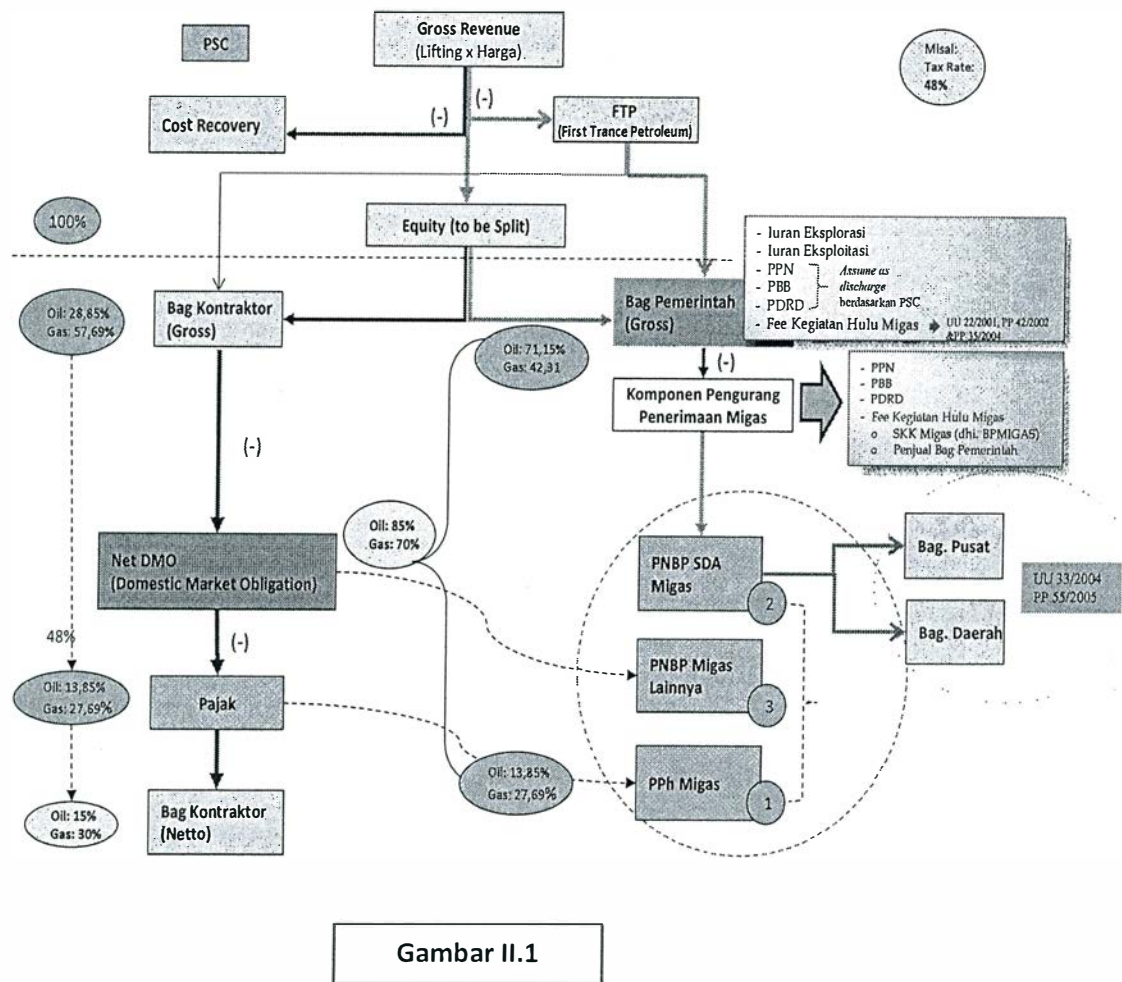 PSC
Gross Revenue
(Lifting x Harga)
Misal:
Tax Rate:
48%
(-)
(-)
Cost Recovery
FTP
(First Trance Petroleum)
100%
Equity (to be Split)
- Iuran Eksplorasi
- Iuran Eksploitasi
- PPN
- PBB
- PDRD
Assume as
discharge
berdasarkan PSC
- Fee Kegiatan Hulu Migas
UU 22/2001, PP 42/2002
&PP 35/2004
Oil: 28,85%
Gas: 57,69%
Bag Kontraktor
(Gross)
Bag Pemerintah
(Gross)
Oil: 71,15%
Gas: 42,31
(-)
Komponen Pengurang
Penerimaan Migas
- PPN
- PBB
- PDRD
- Fee Kegiatan Hulu Migas
o SKK Migas (dhi. BPMIGAS)
o Penjual Bag Pemerintah
(-)
Oil: 85%
Gas: 70%
Net DMO
(Domestic Market Obligation)
PNBP SDA
Migas
2
Bag. Pusat
UU 33/2004
PP 55/2005
Bag. Daerah
48%
(-)
Oil: 13,85%
Gas: 27,69%
Pajak
PNBP Migas
Lainnya
3
Oil: 13,85%
Gas: 27,69%
PPh Migas
1
Oil: 15%
Gas: 30%
Bag Kontraktor
(Netto)
Gambar II.1